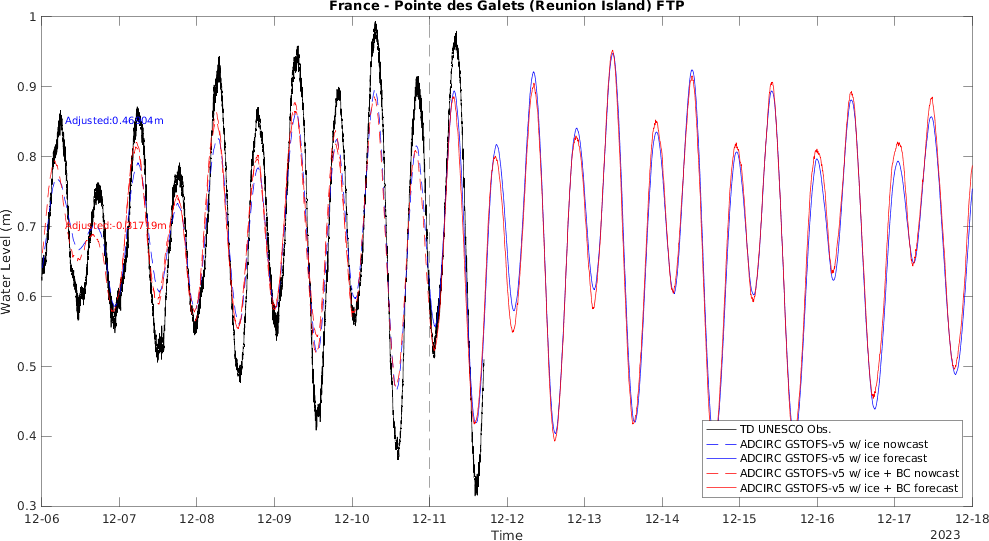 France - Pointe des Galets (Reunion Island) FTP
1
0.9
0.8
0.7
0.6
0.5
0.4
0.3
Water Level (m)
Adjusted:
Adjusted:
TD UNESCO Obs.
ADCIRC GSTOFS-v5 w/ ice nowcast
ADCIRC GSTOFS-v5 w/ ice forecast
ADCIRC GSTOFS-v5 w/ ice + BC nowcast
ADCIRC GSTOFS-v5 w/ ice + BC forecast
12-06 12-07 12-08 12-09 12-10 12-11 12-12 12-13 12-14 12-15 12-16 12-17 12-18
Time
2023